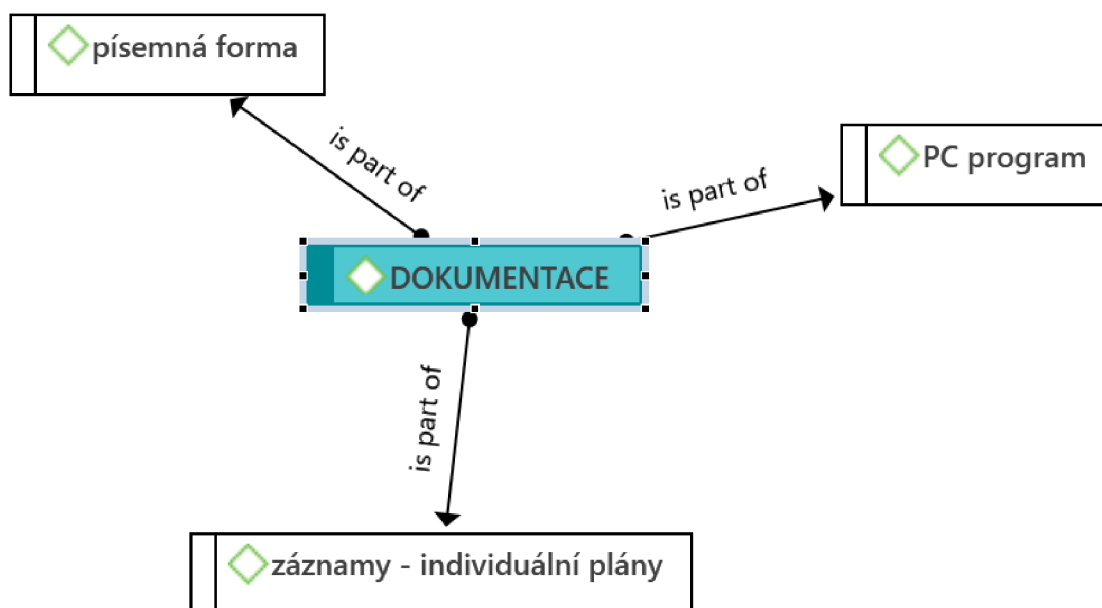 písemná forma
is part of
PC program
is part of
DOKUMENTACE
is part of
záznamy - individuální plány